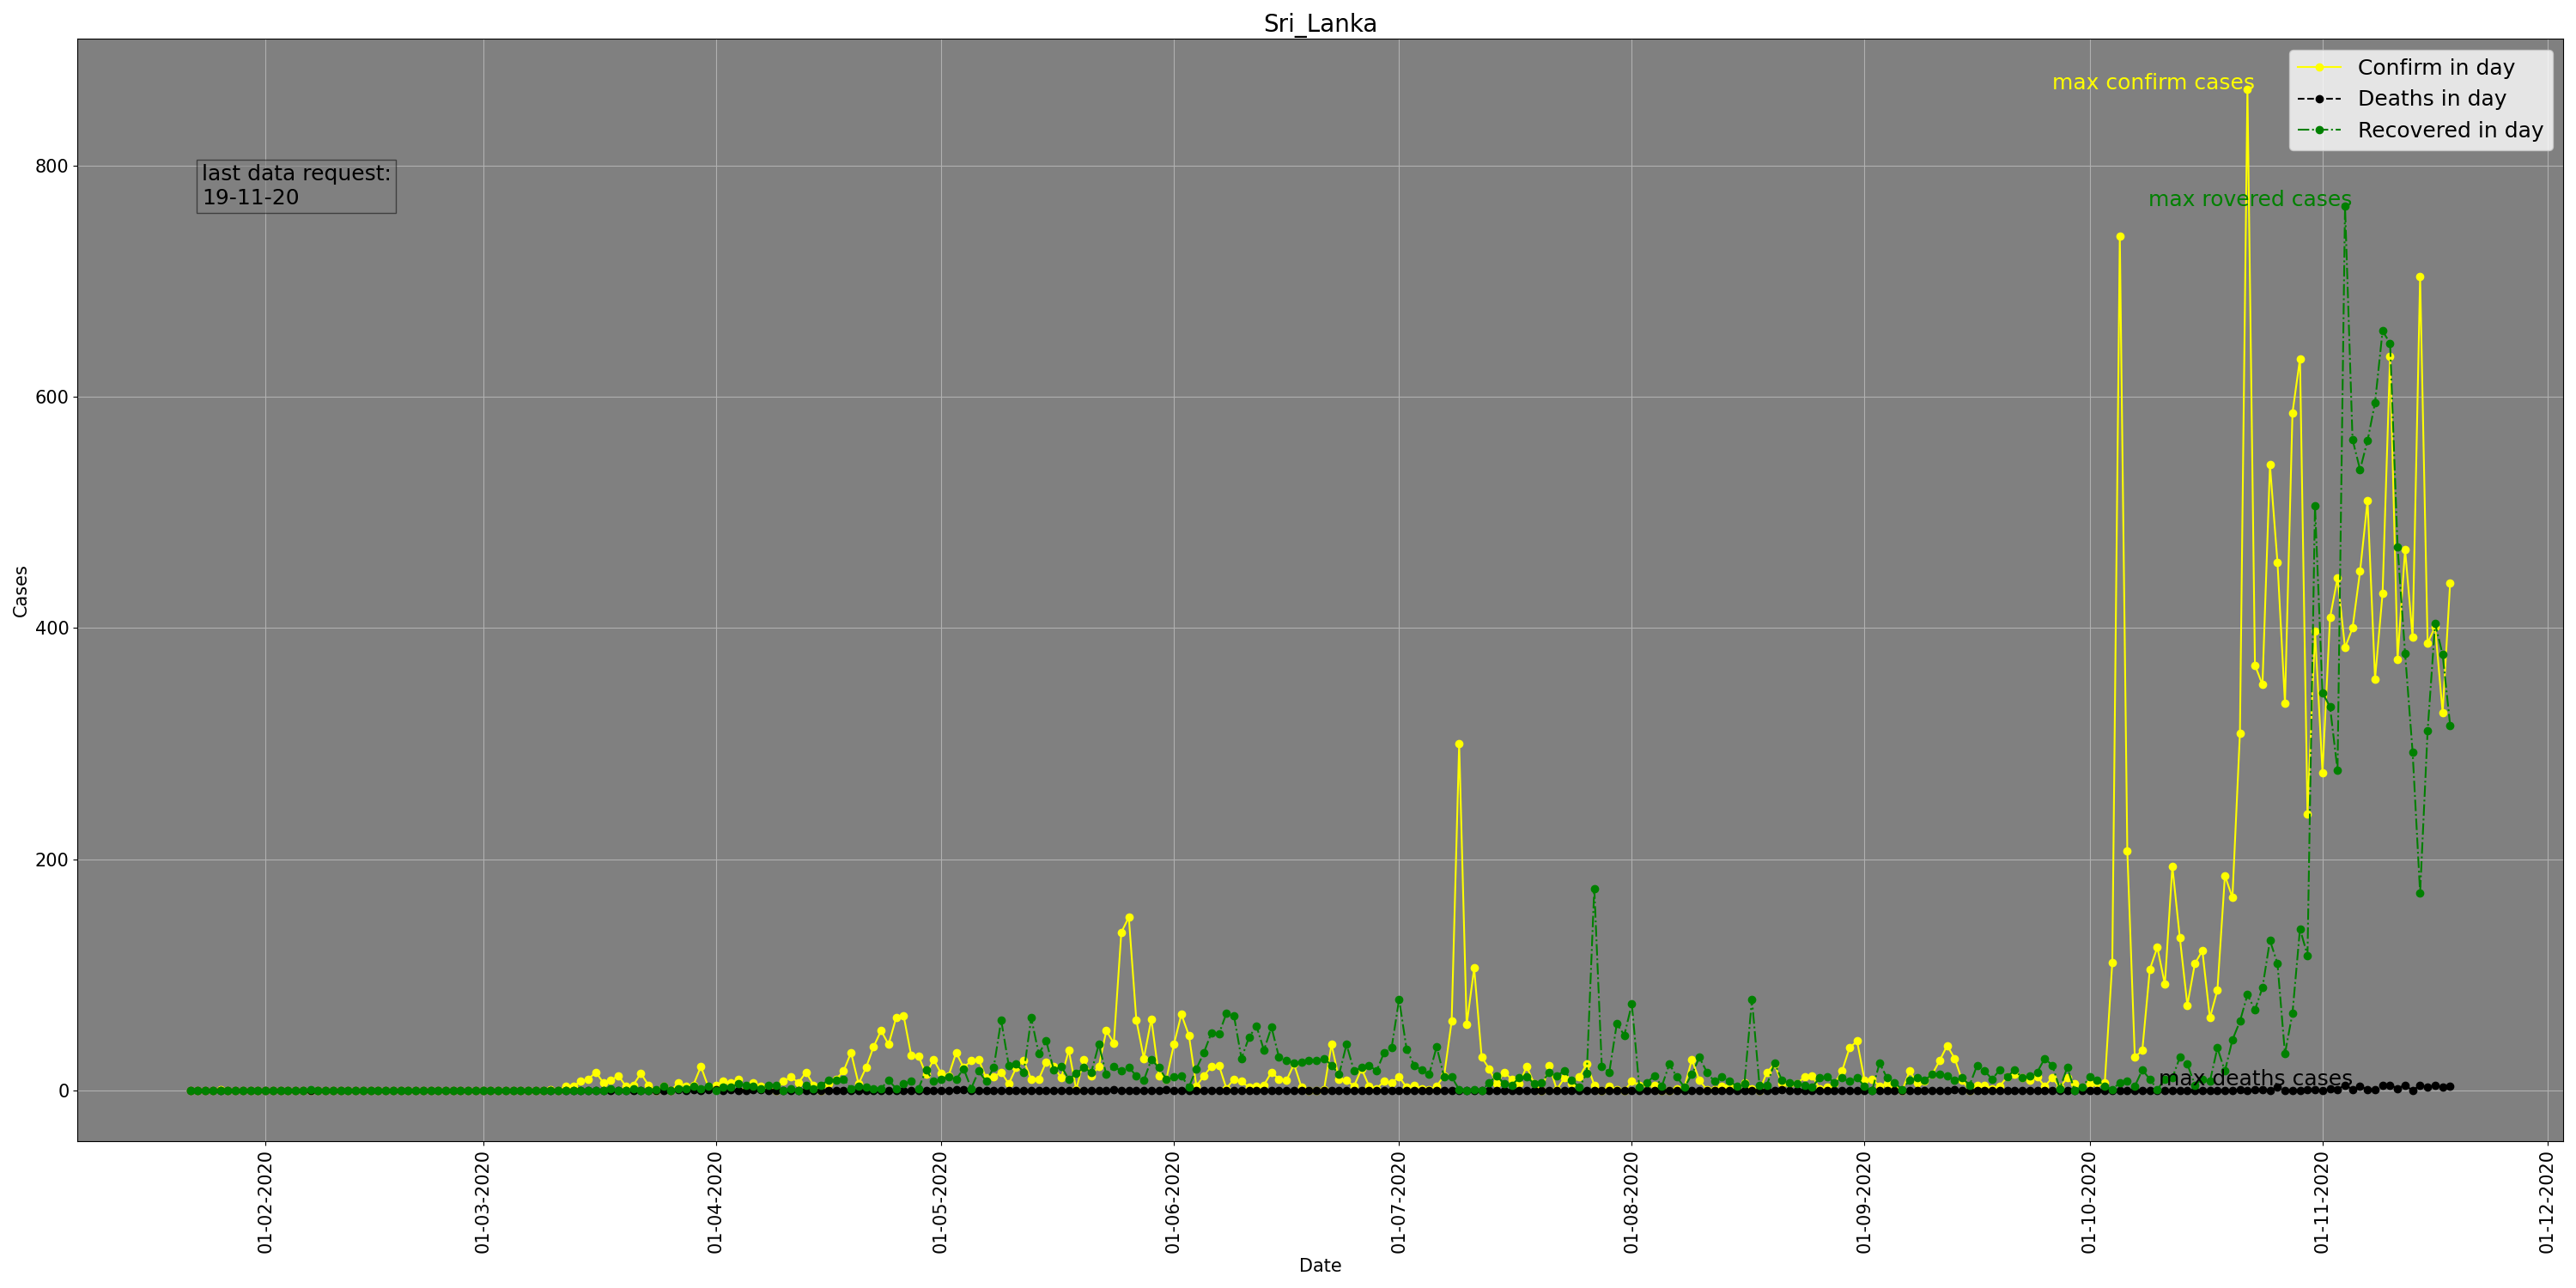 Sri_Lanka
max confirm cases
Confirm in day
Deaths in day
Recovered in day
last data request:
19-11-20
max rovered cases
800
600
400
200
0
Cases
max deaths cases
01-02-2020
01-03-2020
01-04-2020
01-05-2020
01-06-2020
01-07-2020
01-08-2020
01-09-2020
01-10-2020
01-11-2020
01-12-2020
Date